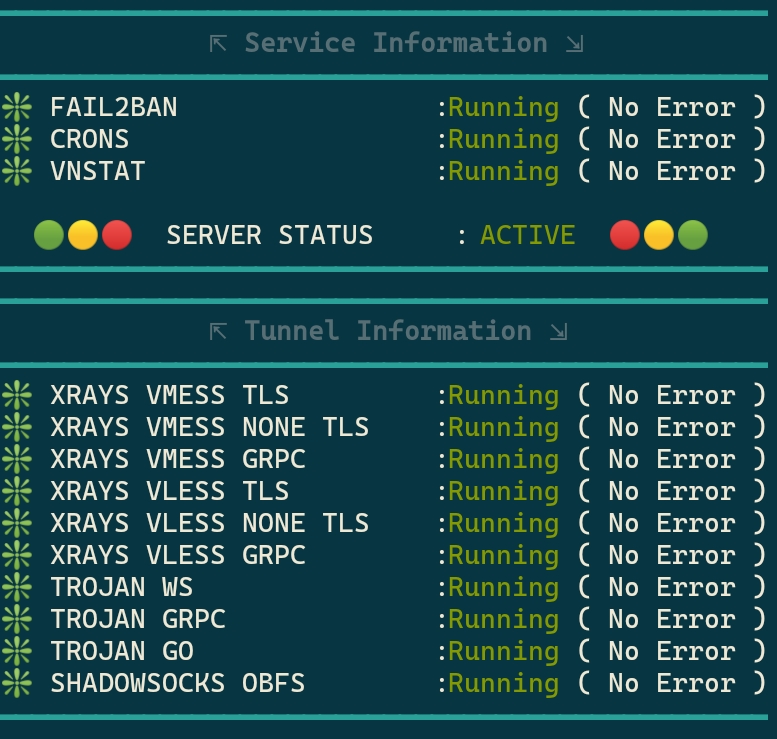 ⇱ Service Information ⇲
❇️ FAIL2BAN :Running ( No Error )
❇️ CRONS :Running ( No Error )
❇️ VNSTAT :Running ( No Error )
🟢🟡🔴 SERVER STATUS : ACTIVE 🔴🟡🟢
⇱ Tunnel Information ⇲
❇️ XRAYS VMESS TLS :Running ( No Error )
❇️ XRAYS VMESS NONE TLS :Running ( No Error )
❇️ XRAYS VMESS GRPC :Running ( No Error )
❇️ XRAYS VLESS TLS :Running ( No Error )
❇️ XRAYS VLESS NONE TLS :Running ( No Error )
❇️ XRAYS VLESS GRPC :Running ( No Error )
❇️ TROJAN WS :Running ( No Error )
❇️ TROJAN GRPC :Running ( No Error )
❇️ TROJAN GO :Running ( No Error )
❇️ SHADOWSOCKS OBFS :Running ( No Error )